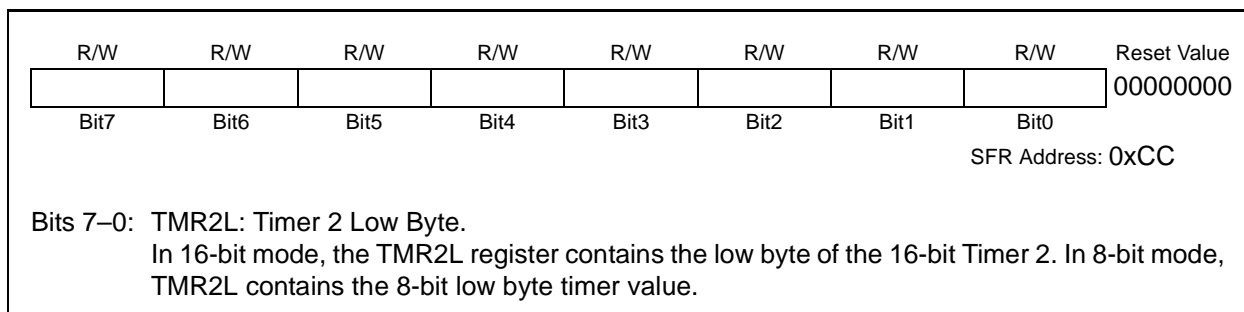 R/W R/W R/W R/W R/W R/W R/W R/W Reset Value
00000000
Bit7 Bit6 Bit5 Bit4 Bit3 Bit2 Bit1 Bit0
SFR Address: 0xCC
Bits 7–0: TMR2L: Timer 2 Low Byte.
In 16-bit mode, the TMR2L register contains the low byte of the 16-bit Timer 2. In 8-bit mode,
TMR2L contains the 8-bit low byte timer value.